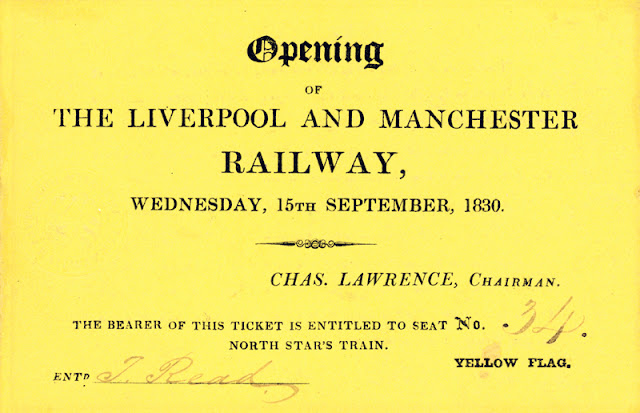 Opening
OF
THE LIVERPOOL AND MANCHESTER
RAILWAY,
WEDNESDAY, 15TH SEPTEMBER, 1830.
CHAS. LAWRENCE, CHAIRMAN.
THE BEARER OF THIS TICKET IS ENTITLED TO SEAT No. 34.
NORTH STAR'S TRAIN.
YELLOW FLAG.
ENTD J. Read